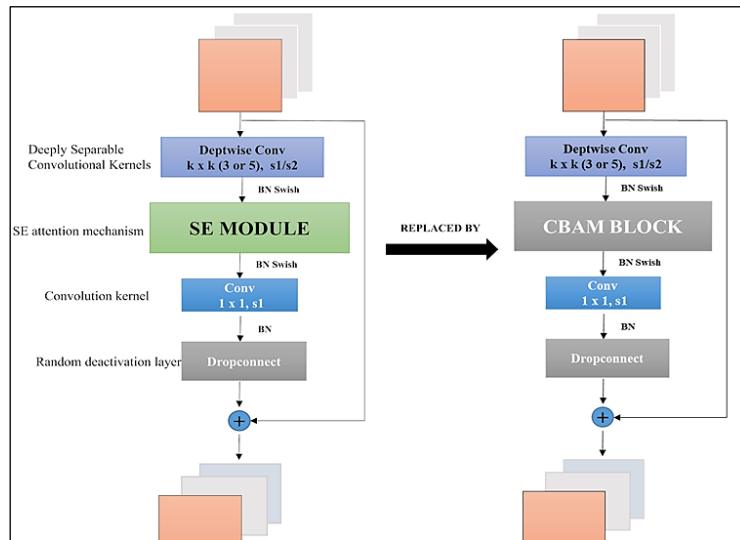 Deeply Separable
Convolutional Kernels
Deptwise Conv
k x k (3 or 5), s1/s2
BN Swish
SE attention mechanism
SE MODULE
BN Swish
Convolution kernel
Conv
1 x 1, s1
BN
Random deactivation layer
Dropconnect
+
REPLACED BY
Deptwise Conv
k x k (3 or 5), s1/s2
BN Swish
CBAM BLOCK
BN Swish
Conv
1 x 1, s1
BN
Dropconnect
+